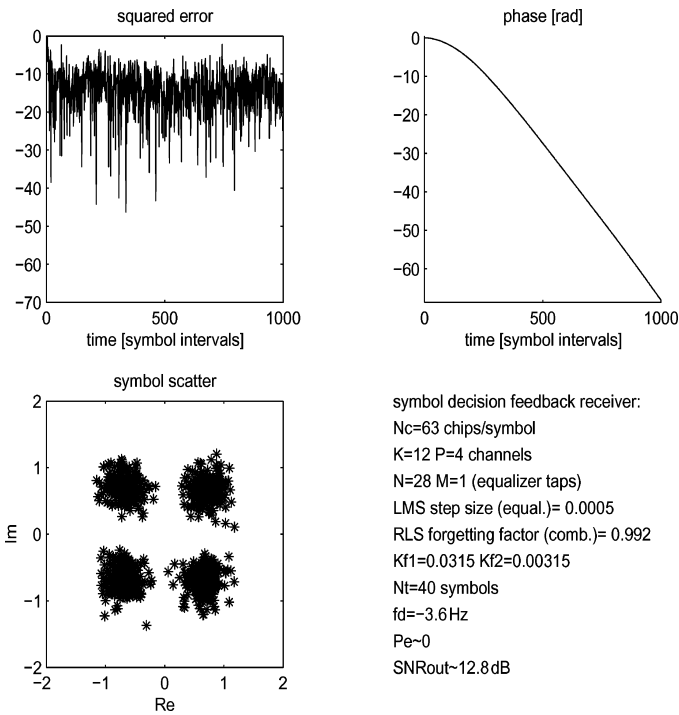 squared error
0
−10
−20
−30
−40
−50
−60
−70
0 500 1000
time [symbol intervals]
phase [rad]
0
−10
−20
−30
−40
−50
−60
0 500 1000
time [symbol intervals]
symbol scatter
2
1
0
−1
−2
Im
−2 −1 0 1 2
Re
symbol decision feedback receiver:
Nc=63 chips/symbol
K=12 P=4 channels
N=28 M=1 (equalizer taps)
LMS step size (equal.)= 0.0005
RLS forgetting factor (comb.)= 0.992
Kf1=0.0315 Kf2=0.00315
Nt=40 symbols
fd=−3.6Hz
Pe~0
SNRout~12.8dB